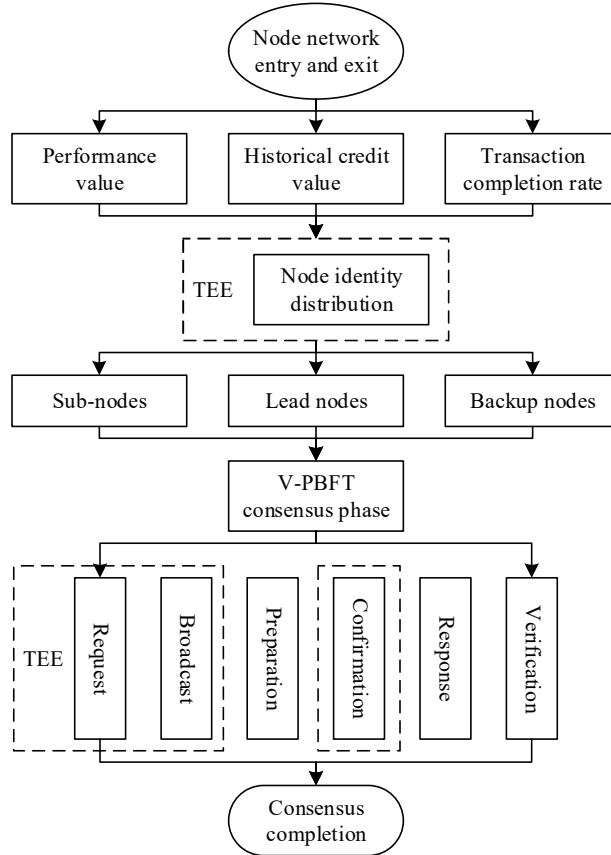 Node network
entry and exit
Performance
value
Historical credit
value
Transaction
completion rate
TEE
Node identity
distribution
Sub-nodes
Lead nodes
Backup nodes
V-PBFT
consensus phase
TEE
Request
Broadcast
Preparation
Confirmation
Response
Verification
Consensus
completion